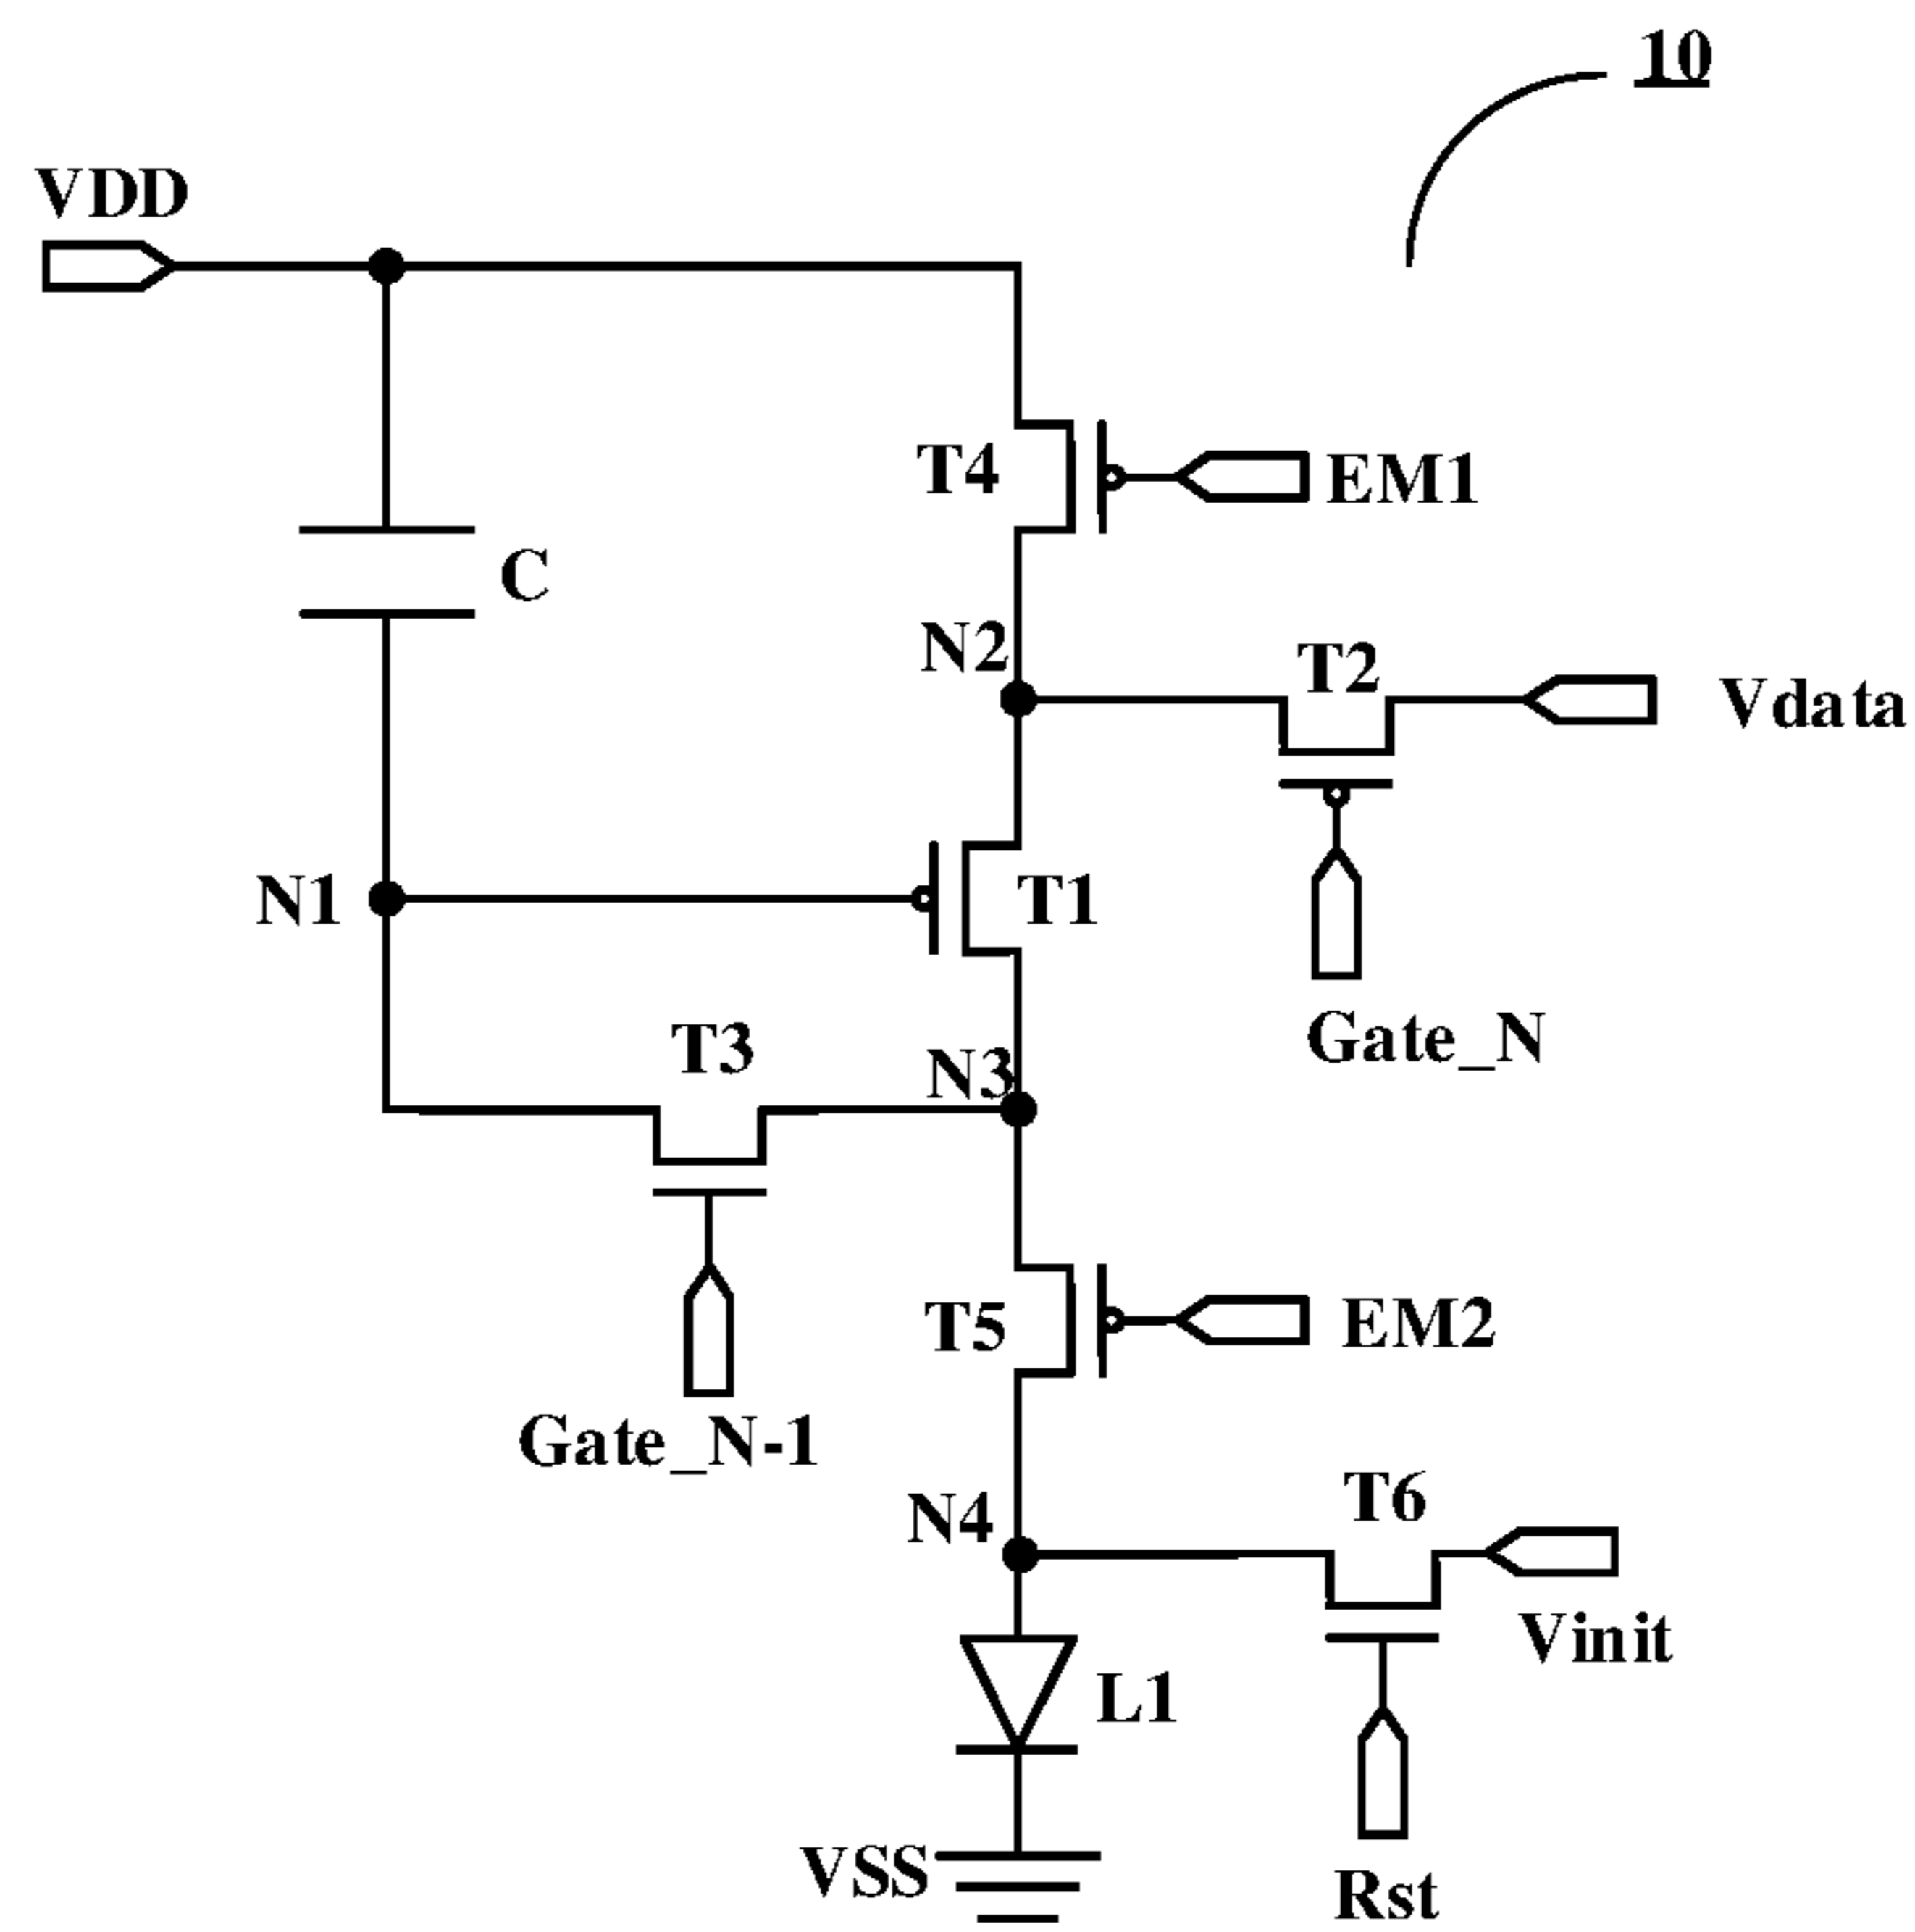 10
VDD
T4
EM1
C
N2
T2
Vdata
N1
T1
Gate_N
T3
N3
T5
EM2
Gate_N-1
N4
T6
Vinit
L1
VSS
Rst